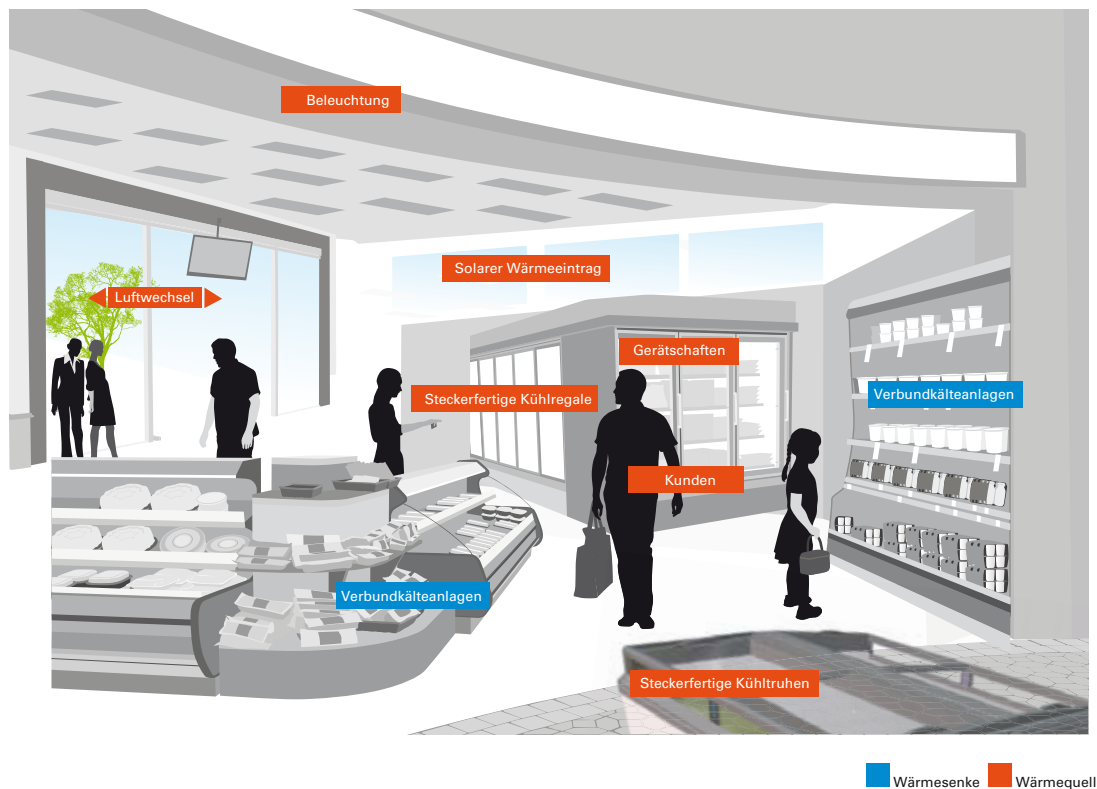 Beleuchtung
Solarer Wärmeeintrag
Luftwechsel
Gerätschaften
Steckerfertige Kühlregale
Verbundkälteanlagen
Kunden
Verbundkälteanlagen
Steckerfertige Kühltruhen
Wärmesenke
Wärmequell